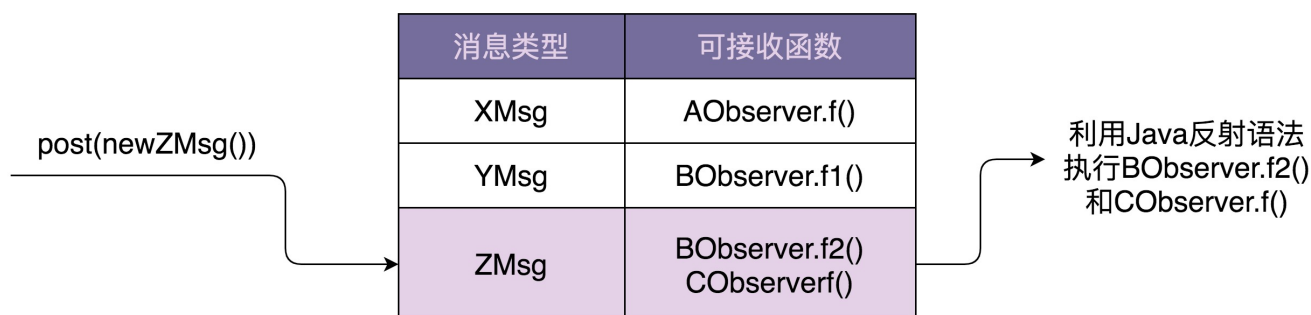 post(newZMsg())
消息类型 可接收函数
XMsg AObserver.f()
YMsg BObserver.f1()
ZMsg
BObserver.f2()
CObserverf()
利用Java反射语法
执行BObserver.f2()
和CObserver.f()